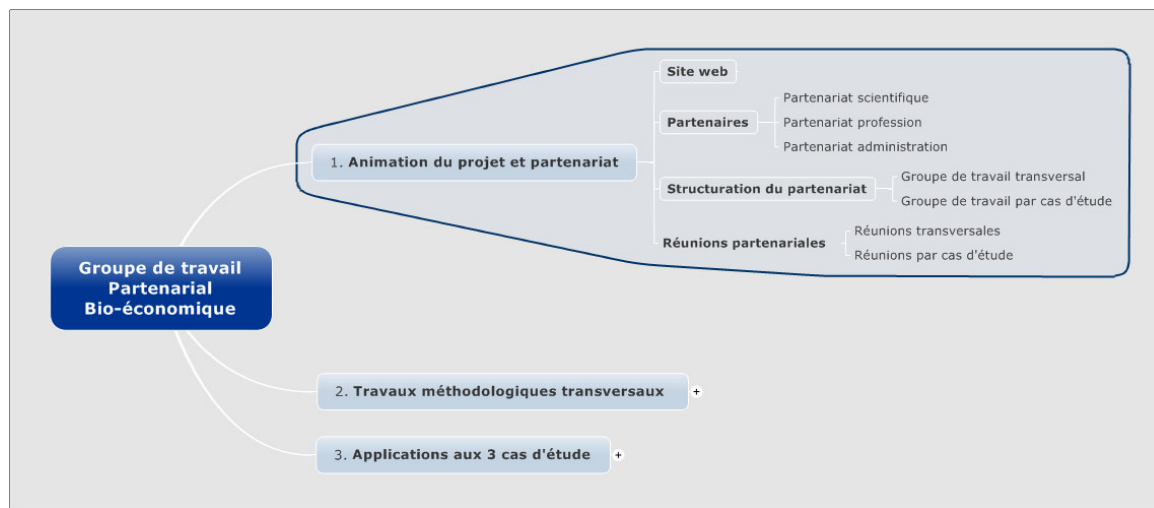 Groupe de travail
Partenarial
Bio-économique
1. Animation du projet et partenariat
Site web
Partenaires
Partenariat scientifique
Partenariat profession
Partenariat administration
Structuration du partenariat
Groupe de travail transversal
Groupe de travail par cas d'étude
Réunions partenariales
Réunions transversales
Réunions par cas d'étude
2. Travaux méthodologiques transversaux
3. Applications aux 3 cas d'étude